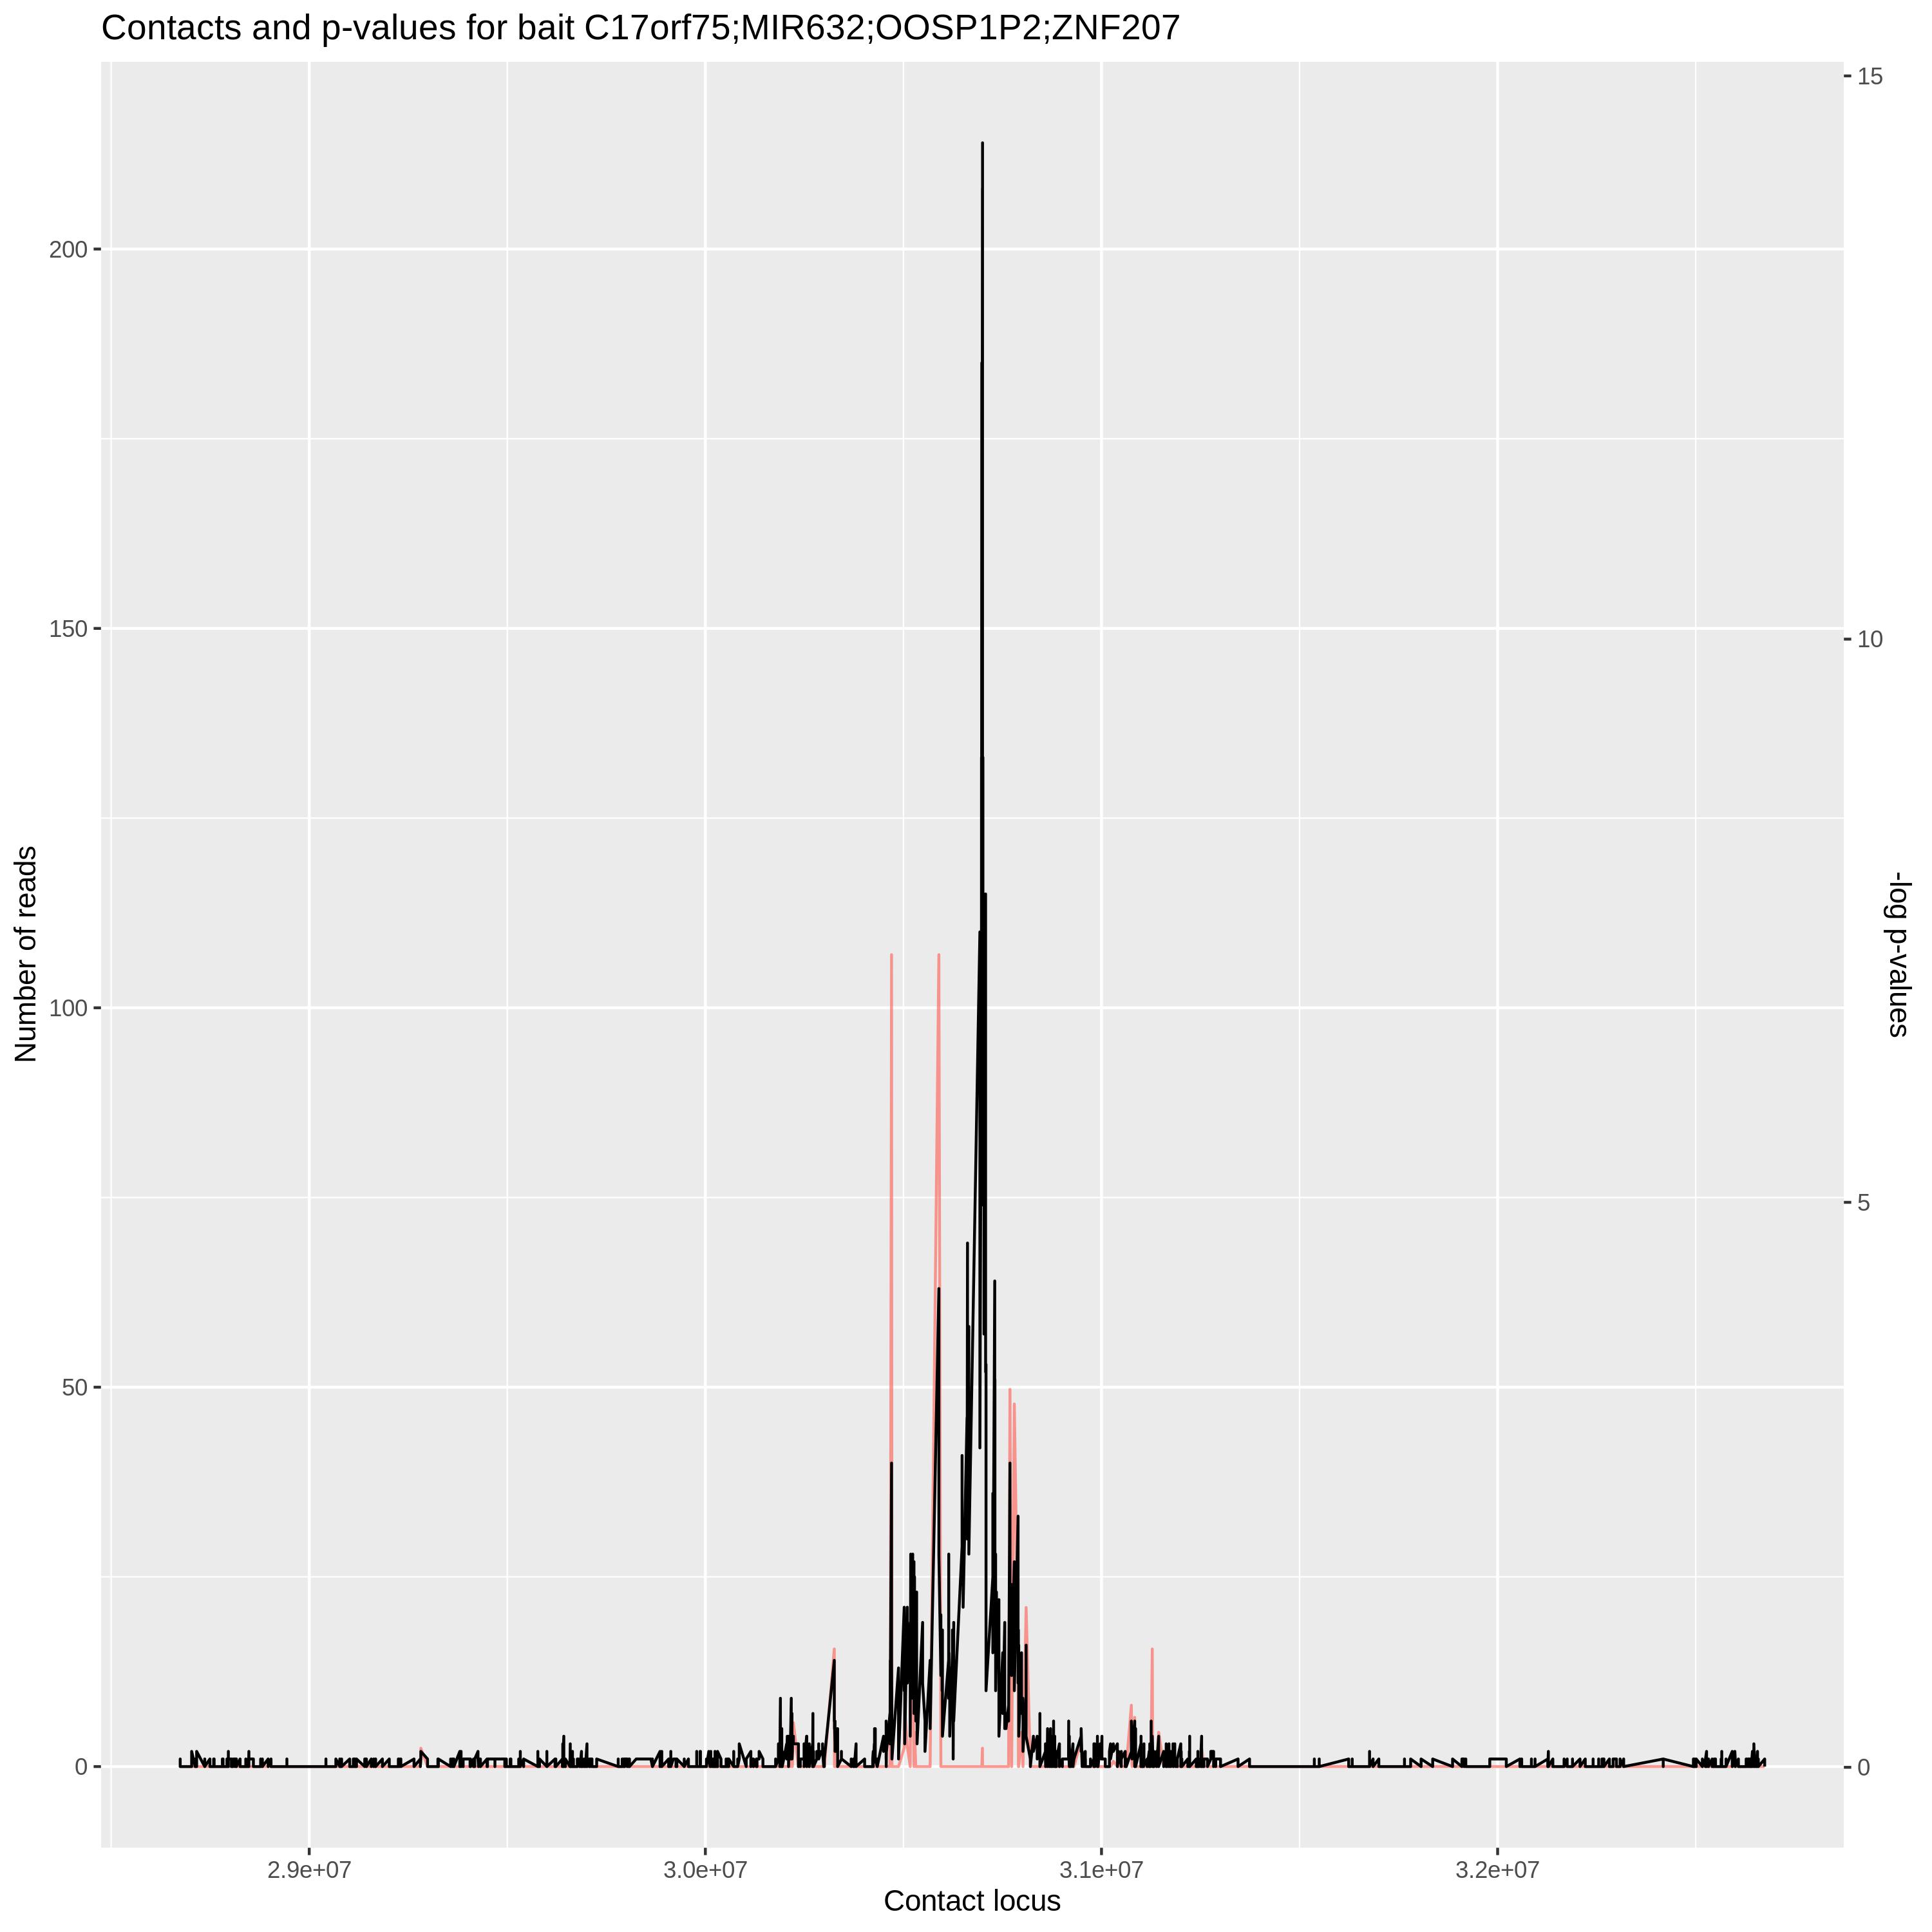 Contacts and p-values for bait C17orf75;MIR632;OOSP1P2;ZNF207
200
150
100
50
0
Number of reads
15
10
5
0
-log p-values
2.9e+07
3.0e+07
3.1e+07
3.2e+07
Contact locus